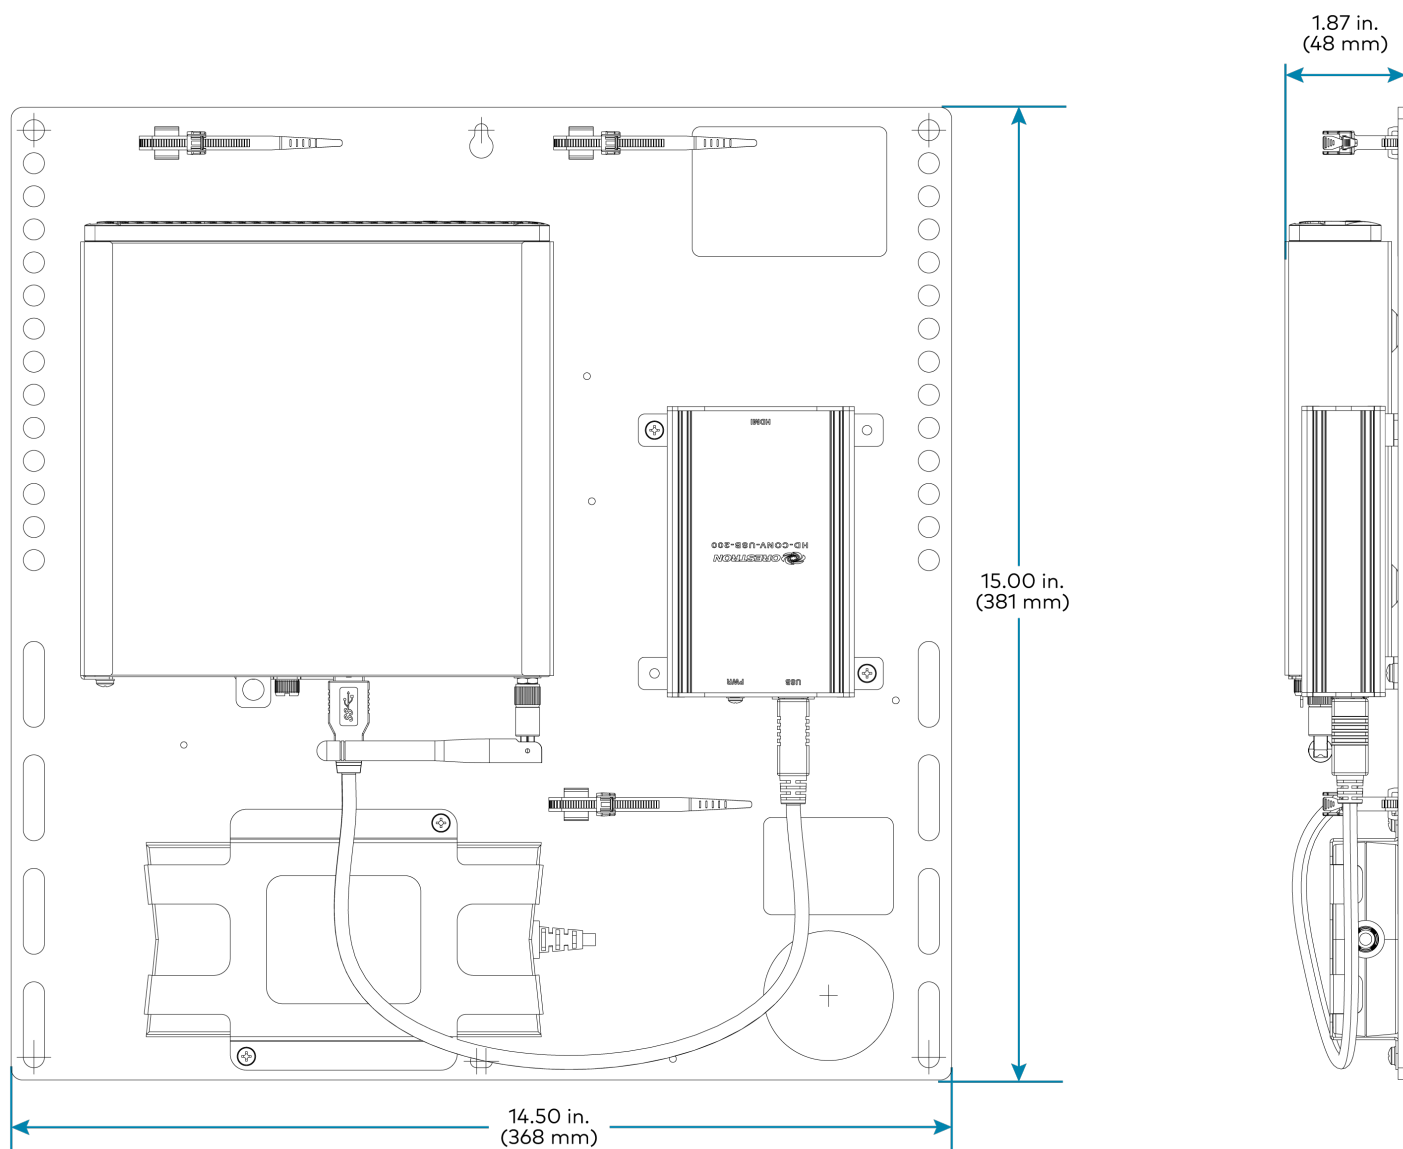 1.87 in.
(48 mm)
HDMI
15.00 in.
(381 mm)
HD-CONV-USB-200
CRESTRON
PWR
USB
14.50 in.
(368 mm)